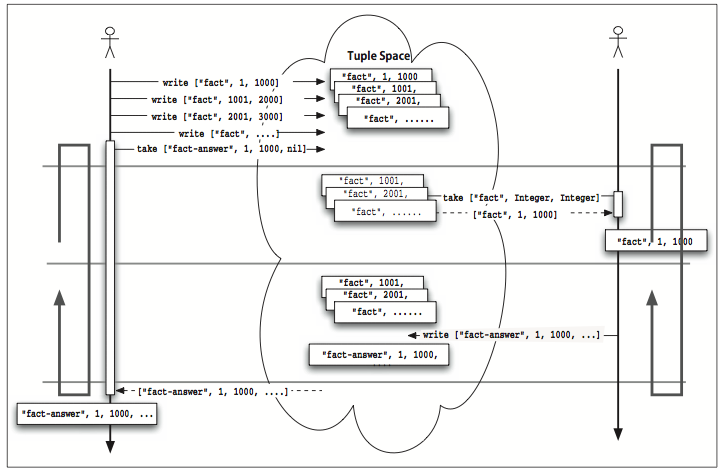 Tuple Space
write ["fact", 1, 1000]
write ["fact", 1001, 2000]
write ["fact", 2001, 3000]
write ["fact", ....]
take ["fact-answer", 1, 1000, nil]
"fact", 1, 1000
"fact", 1001,
"fact", 2001,
"fact", ......
"fact", 1001,
"fact", 2001,
"fact", ......
take ["fact", Integer, Integer]
["fact", 1, 1000]
"fact", 1, 1000
"fact", 1001,
"fact", 2001,
"fact", ......
write ["fact-answer", 1, 1000, ...]
"fact-answer", 1, 1000,
....
["fact-answer", 1, 1000, ....]
"fact-answer", 1, 1000, ...